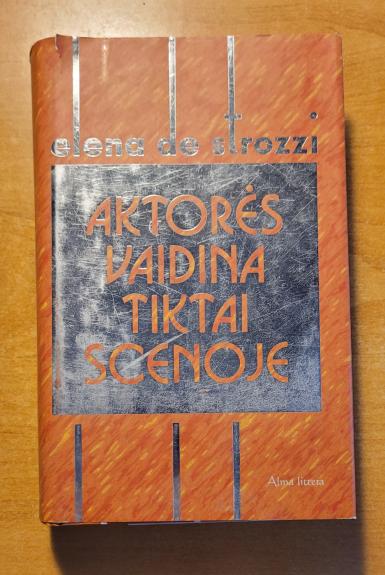 elena de strozzi
AKTORĖS
VAIDINA
TIKTAI
SCENOJE
Alma littera